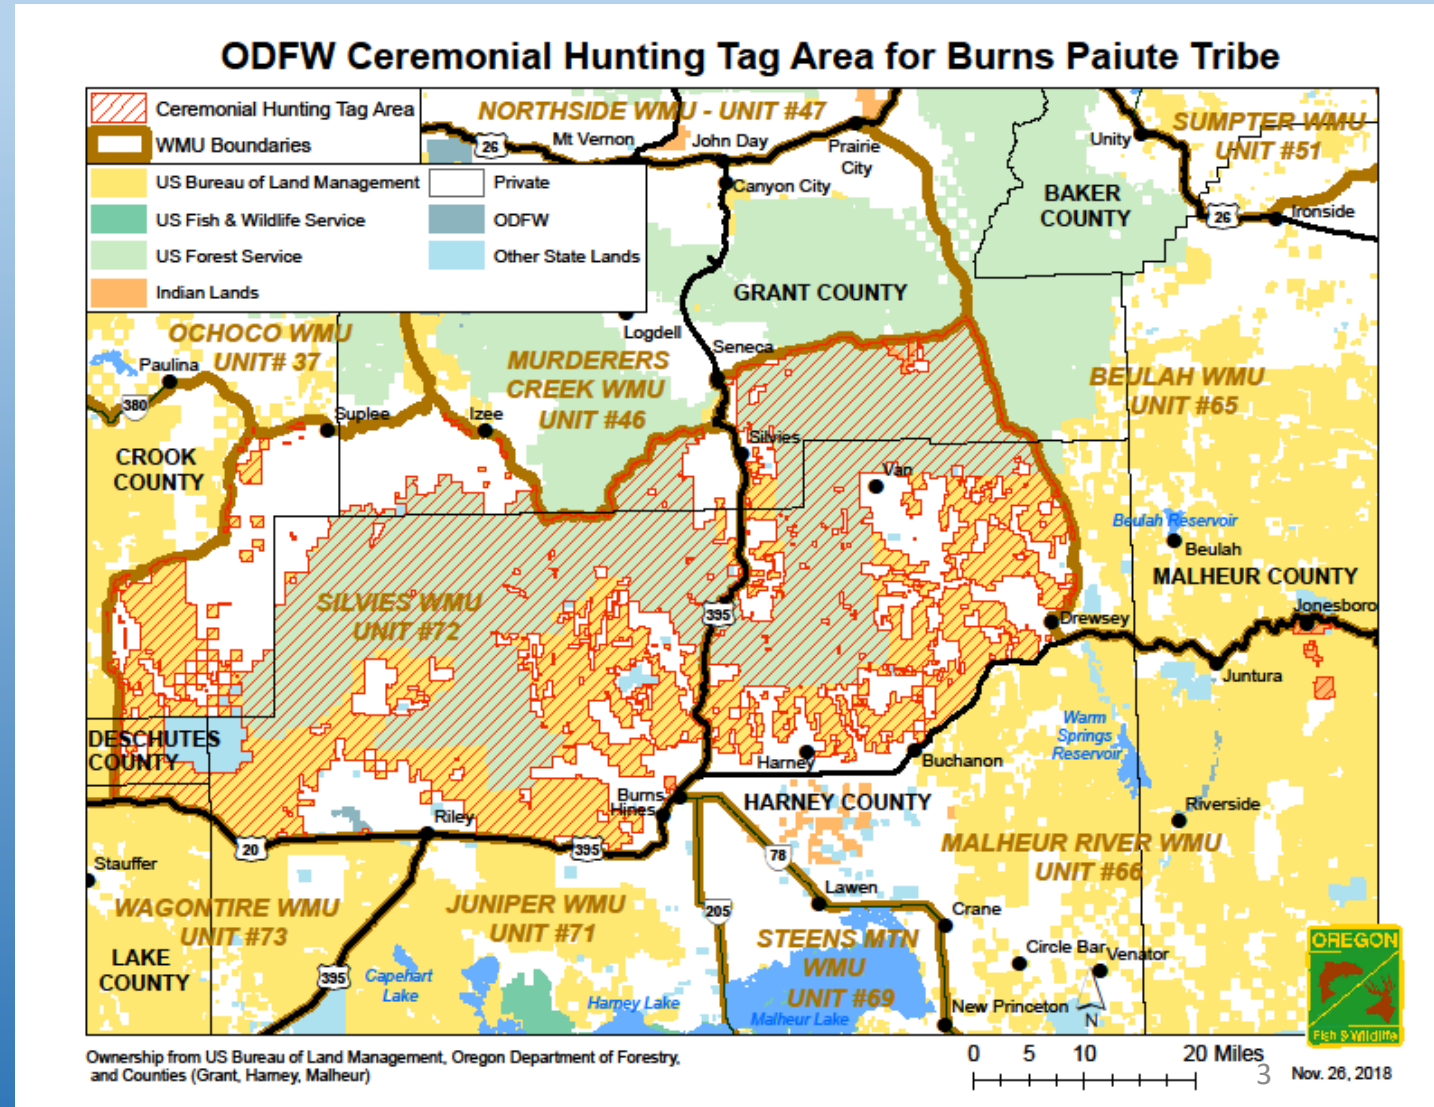 ODFW Ceremonial Hunting Tag Area for Burns Paiute Tribe
Ceremonial Hunting Tag Area
WMU Boundaries
US Bureau of Land Management
Private
US Fish & Wildlife Service
ODFW
US Forest Service
Other State Lands
Indian Lands
NORTHSIDE WMU - UNIT #47
26
Mt Vernon
John Day
Prairie
City
Canyon City
Unity
SUMPTER WMU
UNIT #51
BAKER
COUNTY
26
Ironside
GRANT COUNTY
Logdell
Seneca
OCHOCO WMU
UNIT# 37
Paulina
380
Suplee
Izee
MURDERERS
CREEK WMU
UNIT #46
BEULAH WMU
UNIT #65
CROOK
COUNTY
Silvies
Van
Beulah Reservoir
Beulah
MALHEUR COUNTY
Jonesboro
SILVIES WMU
UNIT #72
395
Drewsey
Juntura
DESCHUTES
COUNTY
Warm
Springs
Reservoir
Harney
Buchanon
Burns
Hines
HARNEY COUNTY
Riverside
Riley
20
395
78
MALHEUR RIVER WMU
UNIT #66
Stauffer
Lawen
WAGONTIRE WMU
UNIT #73
JUNIPER WMU
UNIT #71
205
Crane
STEENS MTN
WMU
UNIT #69
Circle Bar
Venator
LAKE
COUNTY
395
Capehart
Lake
Harney Lake
Malheur Lake
New Princeton
N
OREGON
Fish & Wildlife
Ownership from US Bureau of Land Management, Oregon Department of Forestry,
and Counties (Grant, Harney, Malheur)
0 5 10 20 Miles
3
Nov. 26, 2018